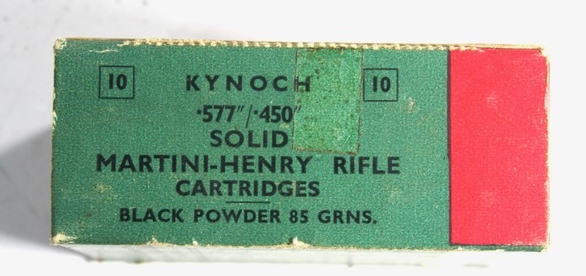 10 KYNOCH 10
·577"/·450"
SOLID
MARTINI-HENRY RIFLE
CARTRIDGES
BLACK POWDER 85 GRNS.